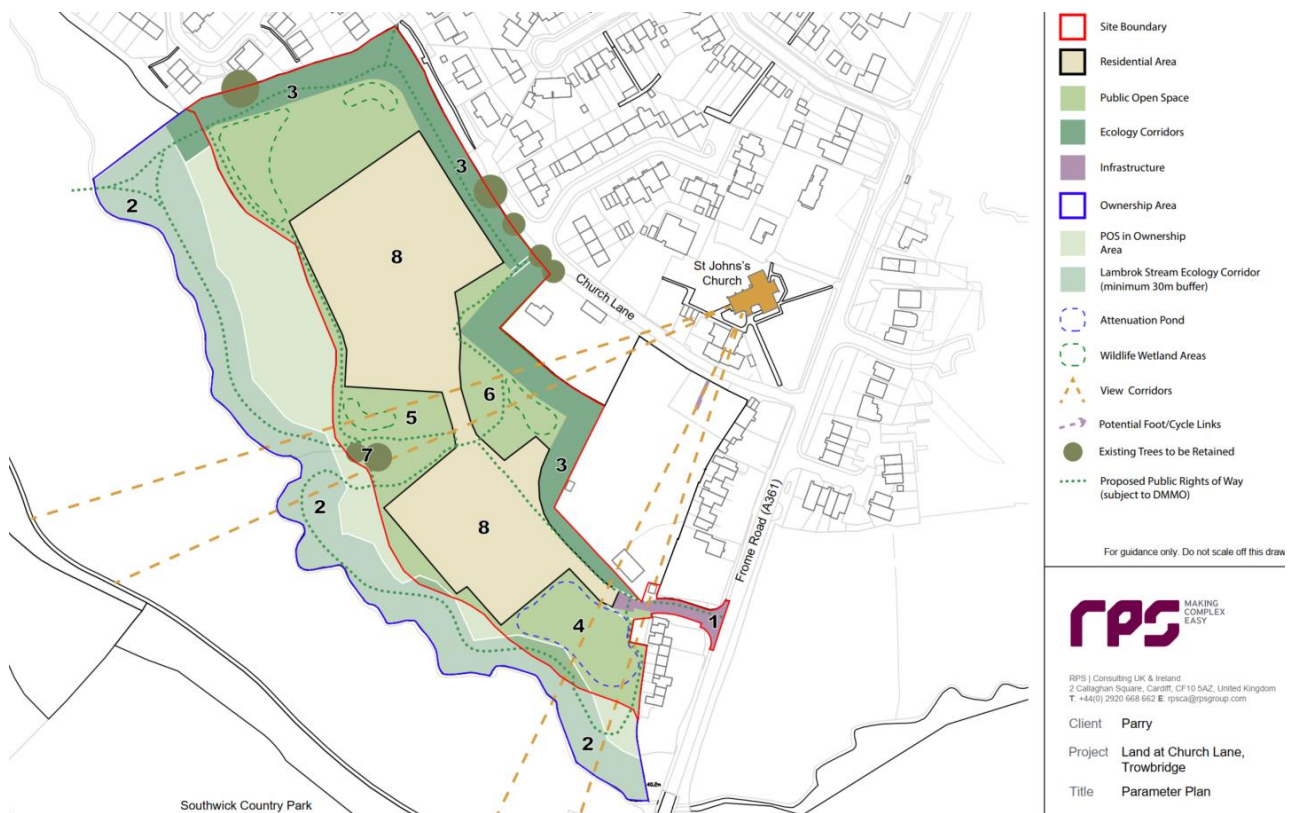 Site Boundary
Residential Area
Public Open Space
Ecology Corridors
Infrastructure
Ownership Area
POS in Ownership
Area
Lambrok Stream Ecology Corridor
(minimum 30m buffer)
Attenuation Pond
Wildlife Wetland Areas
View Corridors
Potential Foot/Cycle Links
Existing Trees to be Retained
Proposed Public Rights of Way
(subject to DMMO)
For guidance only. Do not scale off this draw
rps
MAKING
COMPLEX
EASY
RPS | Consulting UK & Ireland
2 Callaghan Square, Cardiff, CF10 5AZ, United Kingdom
T: +44(0) 2920 668 662 E: rpsca@rpsgroup.com
Client Parry
Project Land at Church Lane,
Trowbridge
Title Parameter Plan
3
3
2
8
St Johns's
Church
Church Lane
6
5
7
3
2
8
Frome Road (A361)
4
1
2
Southwick Country Park